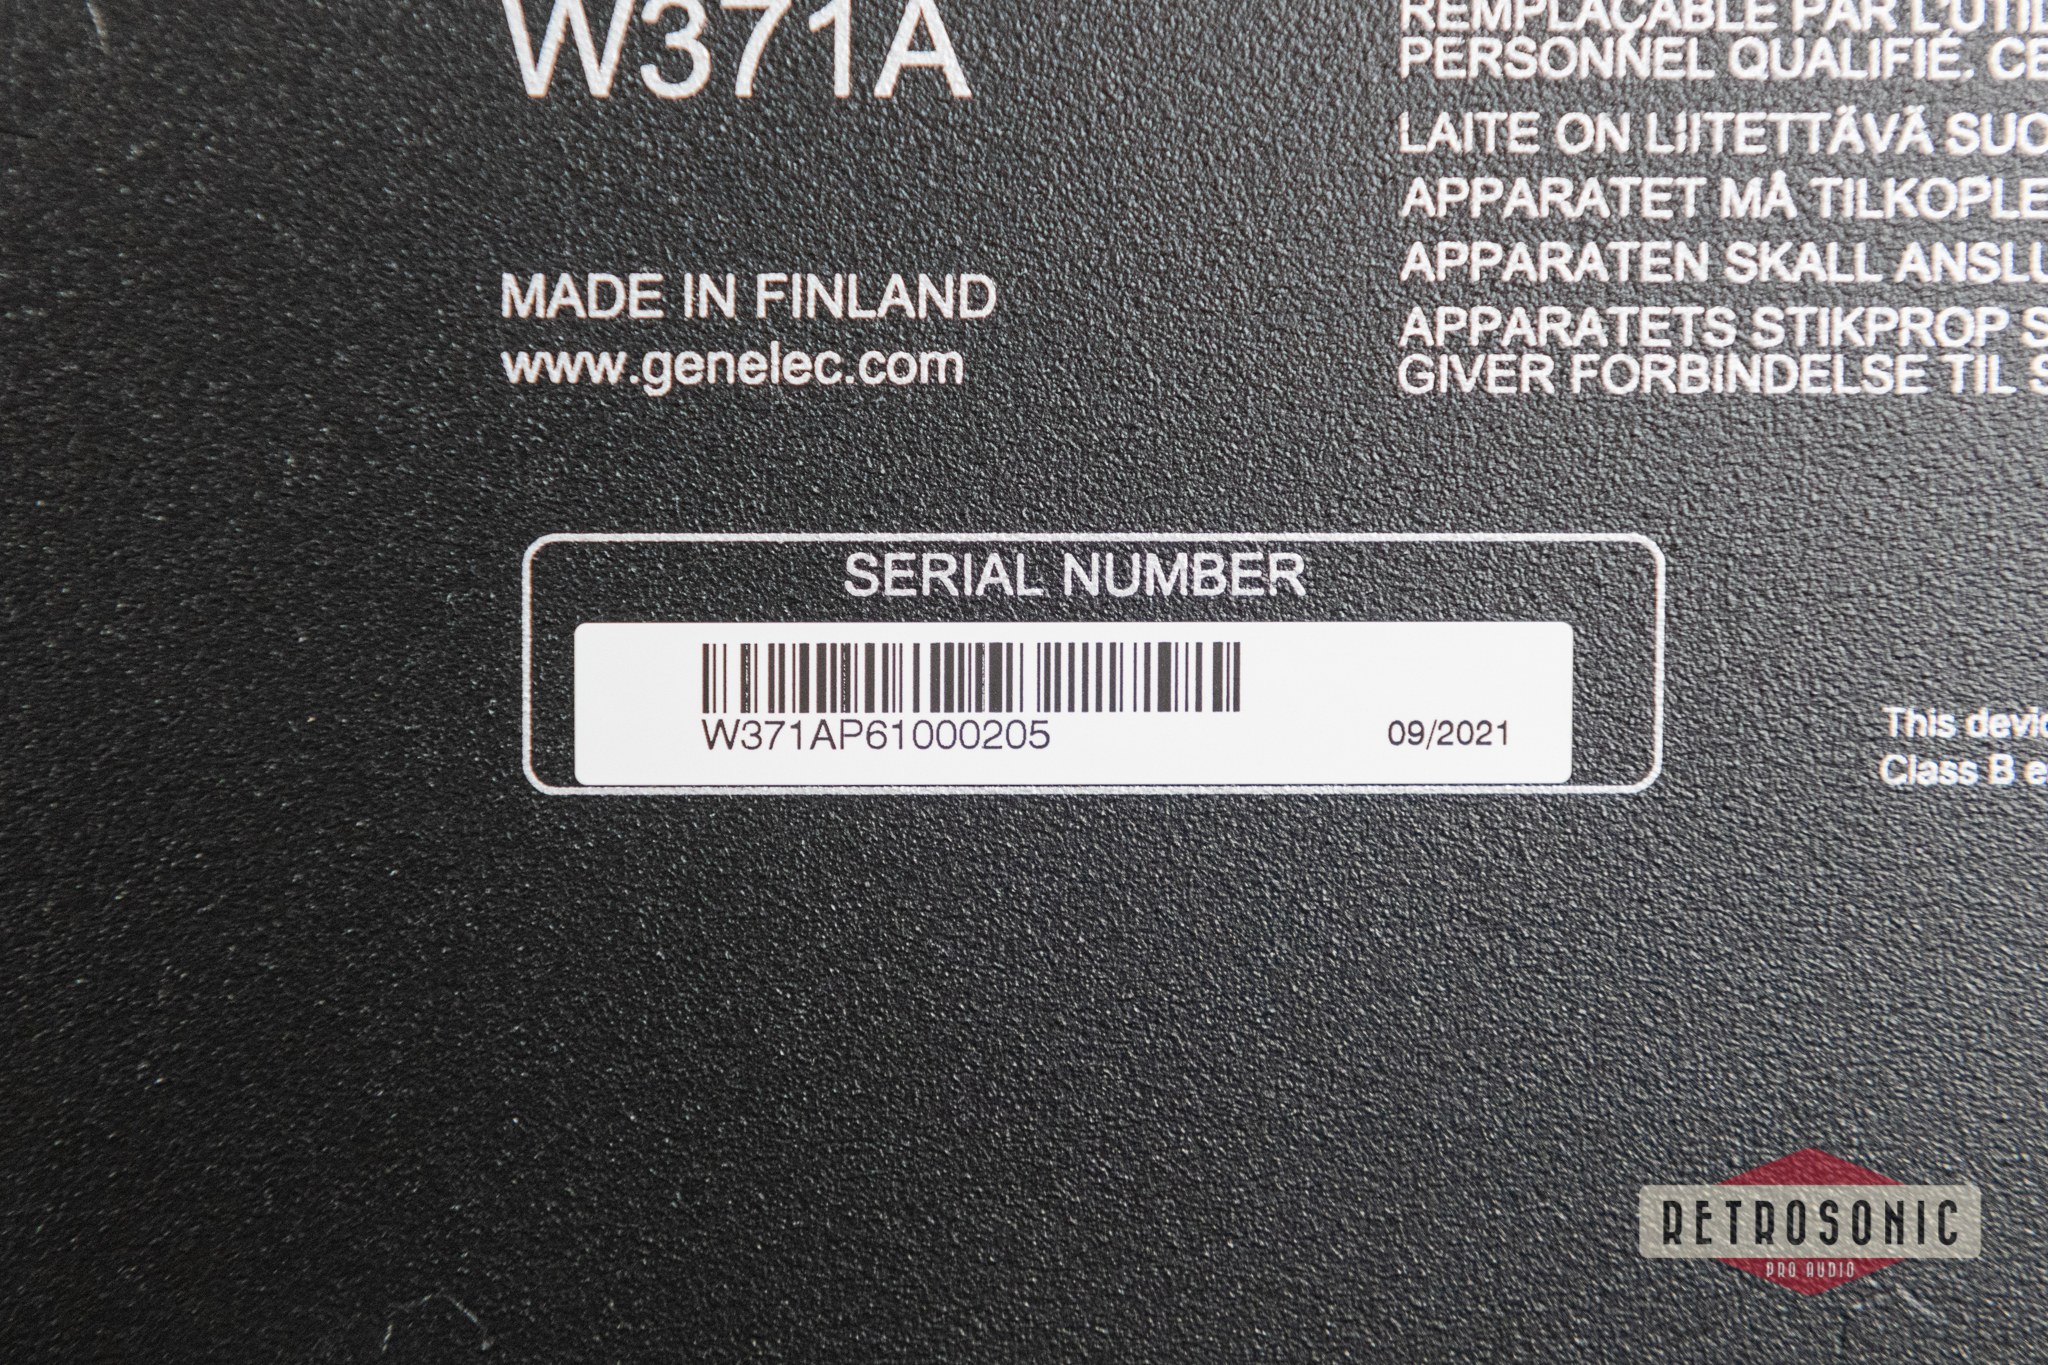 W371A
MADE IN FINLAND
www.genelec.com
REMPLAÇABLE PAR L'UTIL
PERSONNEL QUALIFIÉ. CE
LAITE ON LIITETTÄVÄ SUO
APPARATET MÅ TILKOPLE
APPARATEN SKALL ANSLU
APPARATETS STIKPROP S
GIVER FORBINDELSE TIL S
SERIAL NUMBER
W371AP61000205 09/2021
This devic
Class B e
RETROSONIC
PRO AUDIO